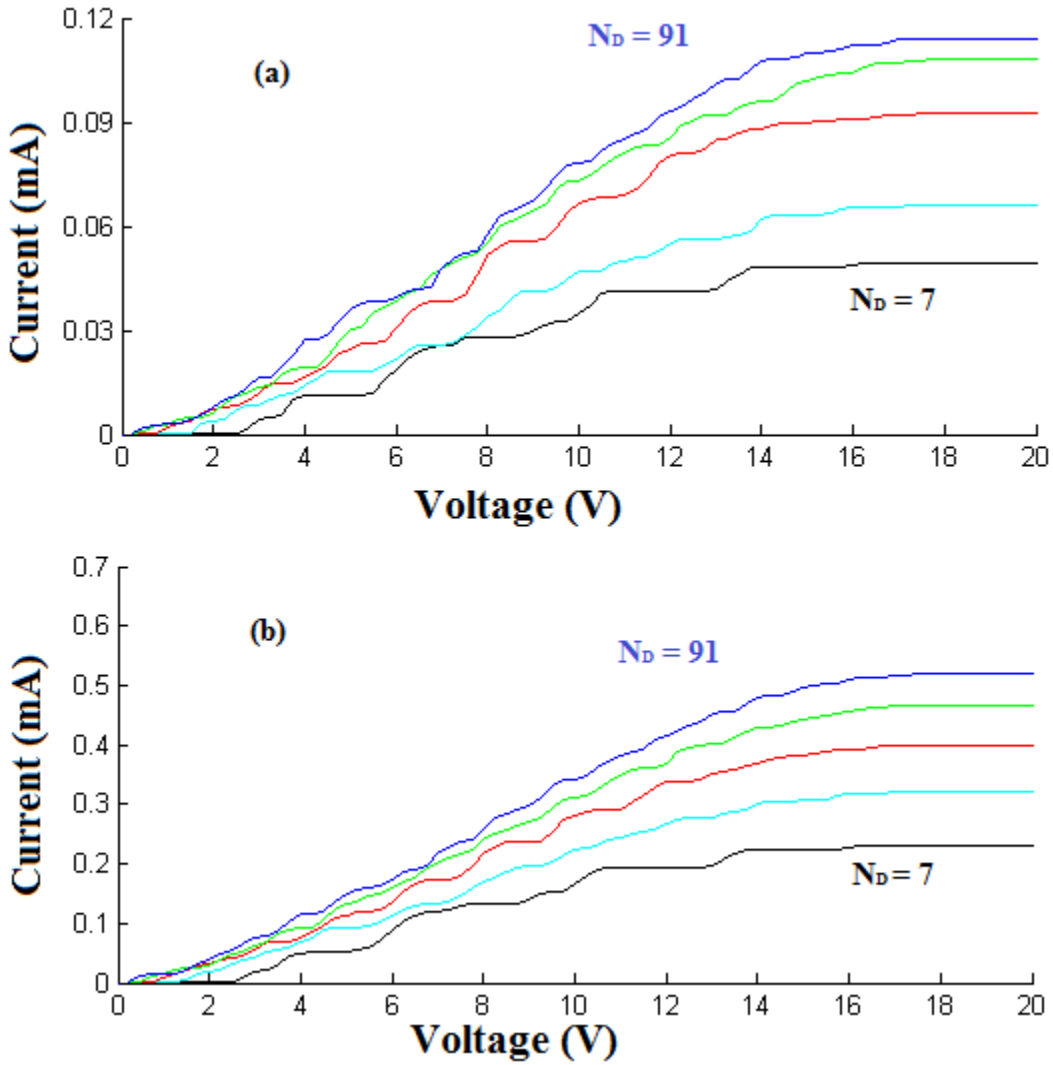 0.12
N_D = 91
(a)
0.09
Current (mA)
0.06
N_D = 7
0.03
0
0 2 4 6 8 10 12 14 16 18 20
Voltage (V)
0.7
0.6
(b)
N_D = 91
0.5
Current (mA)
0.4
0.3
0.2
N_D = 7
0.1
0
0 2 4 6 8 10 12 14 16 18 20
Voltage (V)